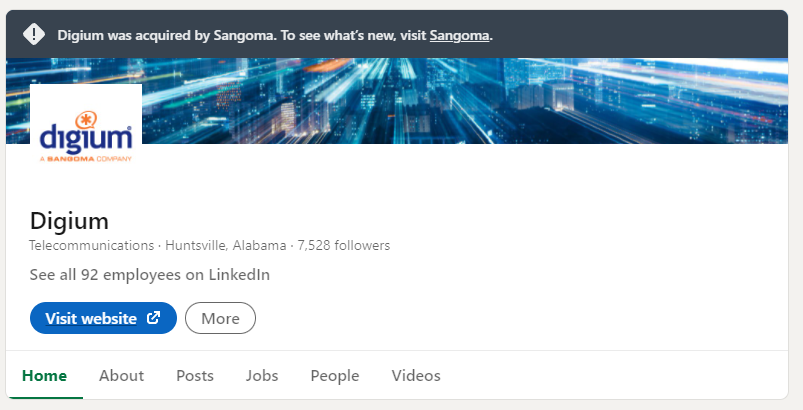 Digium was acquired by Sangoma. To see what's new, visit Sangoma.
digium
A SANGOMA COMPANY
Digium
Telecommunications · Huntsville, Alabama · 7,528 followers
See all 92 employees on LinkedIn
Visit website More
Home About Posts Jobs People Videos